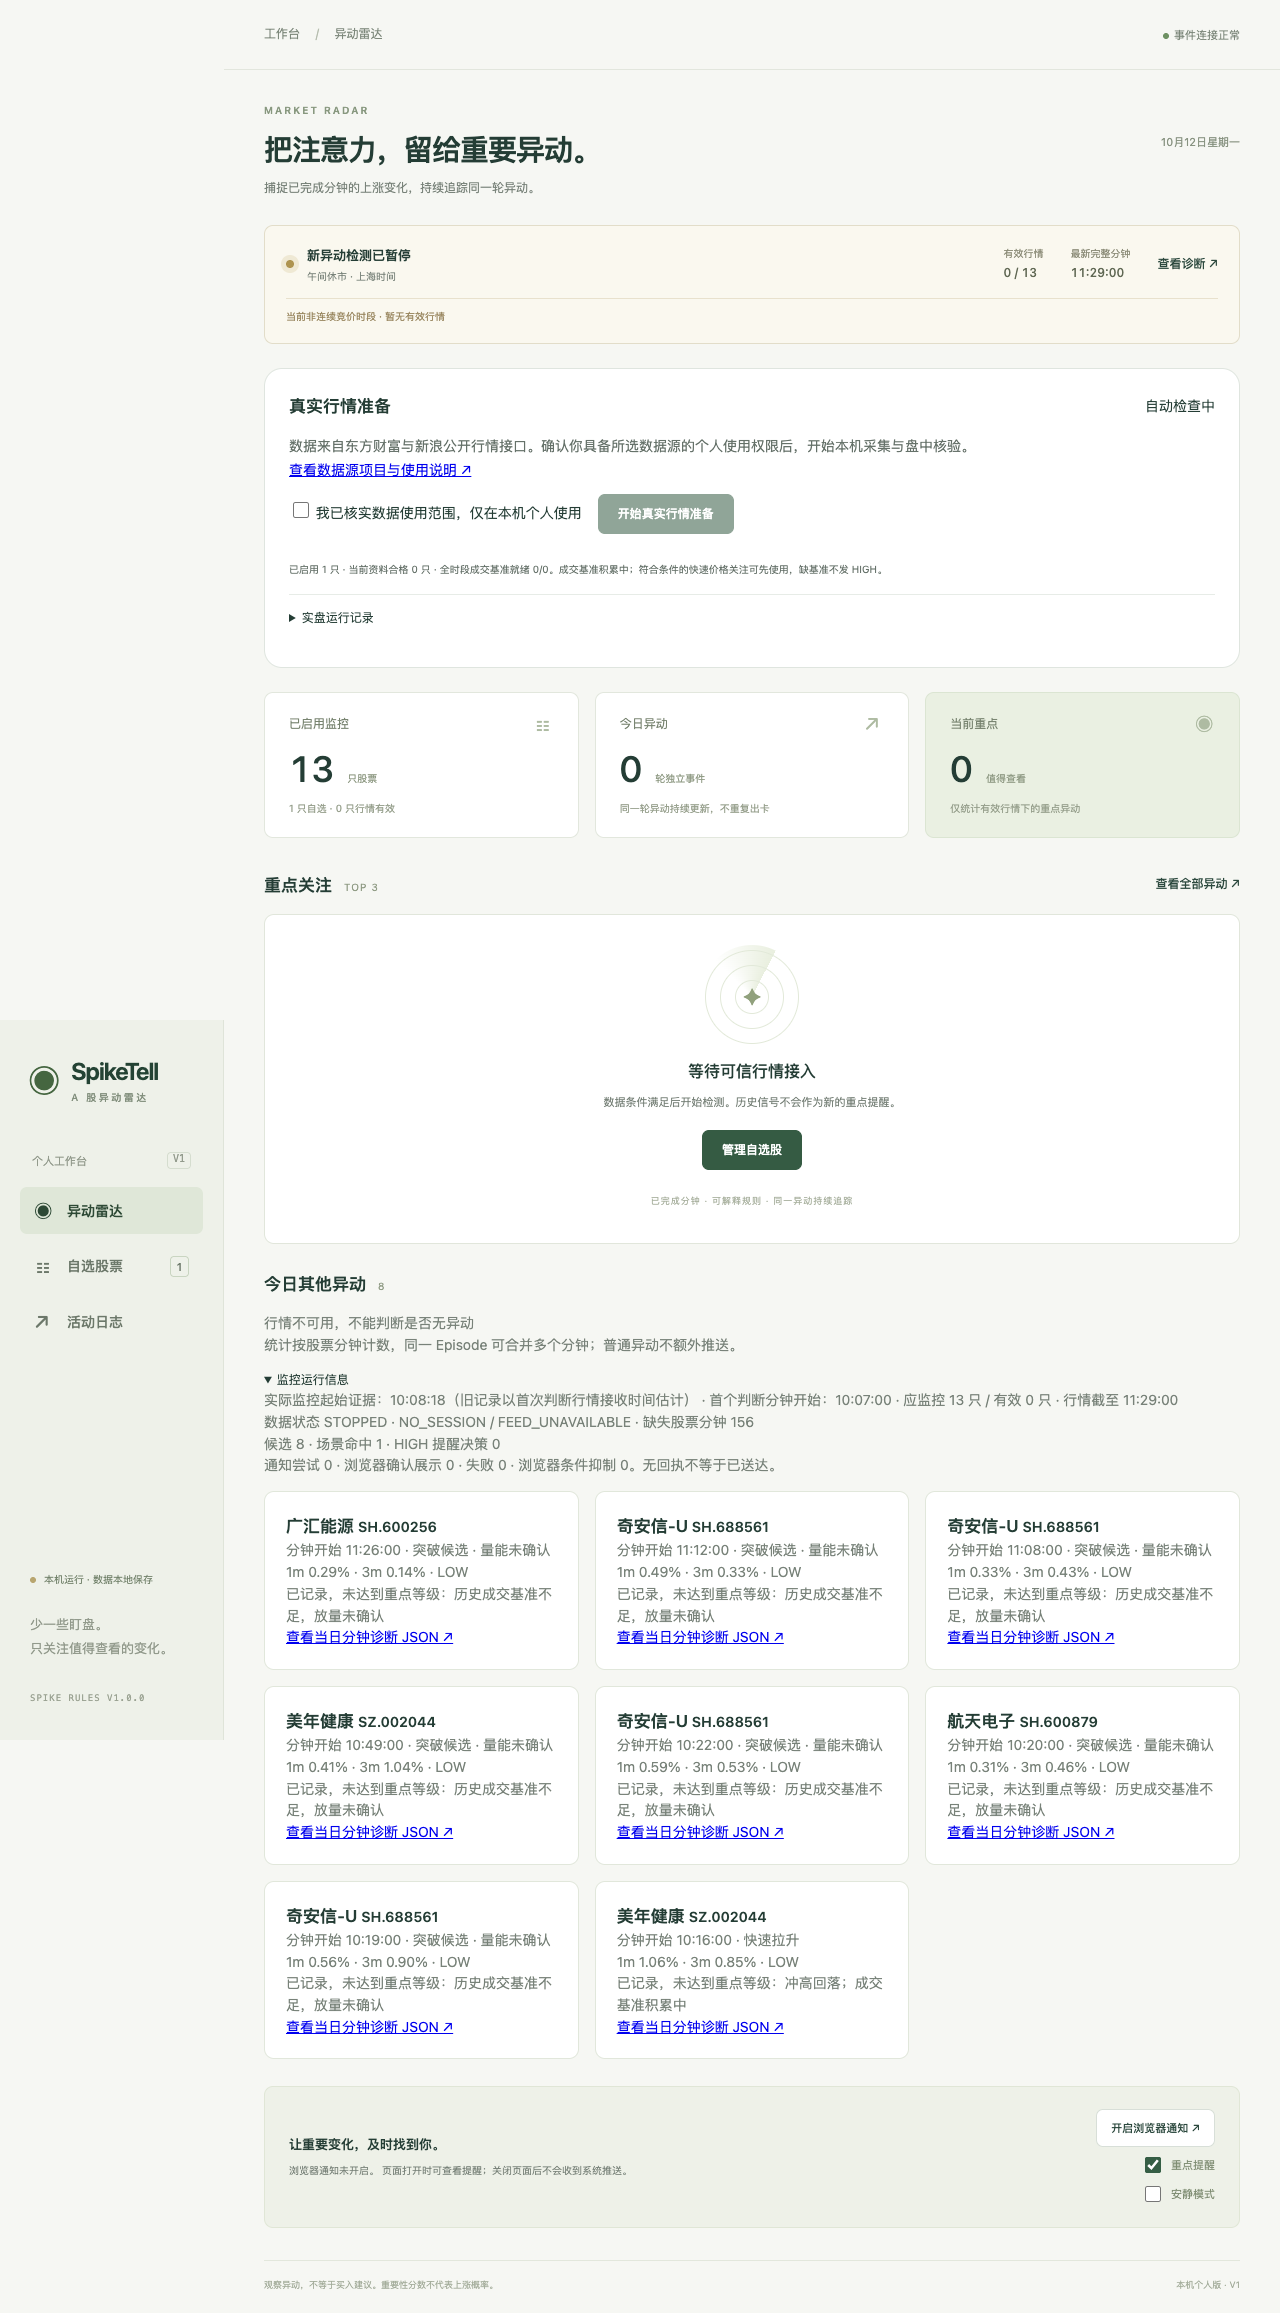 工作台 / 异动雷达
事件连接正常
MARKET RADAR
把注意力，留给重要异动。
10月12日星期一
捕捉已完成分钟的上涨变化，持续追踪同一轮异动。
新异动检测已暂停
午间休市 · 上海时间
有效行情
0 / 13
最新完整分钟
11:29:00
查看诊断 ↗
当前非连续竞价时段 · 暂无有效行情
真实行情准备
自动检查中
数据来自东方财富与新浪公开行情接口。确认你具备所选数据源的个人使用权限后，开始本机采集与盘中核验。
查看数据源项目与使用说明 ↗
我已核实数据使用范围，仅在本机个人使用
开始真实行情准备
已启用 1 只 · 当前资料合格 0 只 · 全时段成交基准就绪 0/0。成交基准积累中；符合条件的快速价格关注可先使用，缺基准不发 HIGH。
▶ 实盘运行记录
已启用监控
13 只股票
1 只自选 · 0 只行情有效
今日异动
0 轮独立事件
同一轮异动持续更新，不重复出卡
当前重点
0 值得查看
仅统计有效行情下的重点异动
重点关注 TOP 3
查看全部异动 ↗
等待可信行情接入
数据条件满足后开始检测。历史信号不会作为新的重点提醒。
管理自选股
已完成分钟 · 可解释规则 · 同一异动持续追踪
SpikeTell
A 股异动雷达
个人工作台 V1
异动雷达
自选股票 1
活动日志
本机运行 · 数据本地保存
少一些盯盘。
只关注值得查看的变化。
SPIKE RULES V1.0.0
今日其他异动 8
行情不可用，不能判断是否无异动
统计按股票分钟计数，同一 Episode 可合并多个分钟；普通异动不额外推送。
▼ 监控运行信息
实际监控起始证据：10:08:18（旧记录以首次判断行情接收时间估计） · 首个判断分钟开始：10:07:00 · 应监控 13 只 / 有效 0 只 · 行情截至 11:29:00
数据状态 STOPPED · NO_SESSION / FEED_UNAVAILABLE · 缺失股票分钟 156
候选 8 · 场景命中 1 · HIGH 提醒决策 0
通知尝试 0 · 浏览器确认展示 0 · 失败 0 · 浏览器条件抑制 0。无回执不等于已送达。
广汇能源 SH.600256
分钟开始 11:26:00 · 突破候选 · 量能未确认
1m 0.29% · 3m 0.14% · LOW
已记录，未达到重点等级：历史成交基准不
足，放量未确认
查看当日分钟诊断 JSON ↗
奇安信-U SH.688561
分钟开始 11:12:00 · 突破候选 · 量能未确认
1m 0.49% · 3m 0.33% · LOW
已记录，未达到重点等级：历史成交基准不
足，放量未确认
查看当日分钟诊断 JSON ↗
奇安信-U SH.688561
分钟开始 11:08:00 · 突破候选 · 量能未确认
1m 0.33% · 3m 0.43% · LOW
已记录，未达到重点等级：历史成交基准不
足，放量未确认
查看当日分钟诊断 JSON ↗
美年健康 SZ.002044
分钟开始 10:49:00 · 突破候选 · 量能未确认
1m 0.41% · 3m 1.04% · LOW
已记录，未达到重点等级：历史成交基准不
足，放量未确认
查看当日分钟诊断 JSON ↗
奇安信-U SH.688561
分钟开始 10:22:00 · 突破候选 · 量能未确认
1m 0.59% · 3m 0.53% · LOW
已记录，未达到重点等级：历史成交基准不
足，放量未确认
查看当日分钟诊断 JSON ↗
航天电子 SH.600879
分钟开始 10:20:00 · 突破候选 · 量能未确认
1m 0.31% · 3m 0.46% · LOW
已记录，未达到重点等级：历史成交基准不
足，放量未确认
查看当日分钟诊断 JSON ↗
奇安信-U SH.688561
分钟开始 10:19:00 · 突破候选 · 量能未确认
1m 0.56% · 3m 0.90% · LOW
已记录，未达到重点等级：历史成交基准不
足，放量未确认
查看当日分钟诊断 JSON ↗
美年健康 SZ.002044
分钟开始 10:16:00 · 快速拉升
1m 1.06% · 3m 0.85% · LOW
已记录，未达到重点等级：冲高回落；成交
基准积累中
查看当日分钟诊断 JSON ↗
让重要变化，及时找到你。
浏览器通知未开启。 页面打开时可查看提醒；关闭页面后不会收到系统推送。
开启浏览器通知 ↗
重点提醒
安静模式
观察异动，不等于买入建议。重要性分数不代表上涨概率。
本机个人版 · V1